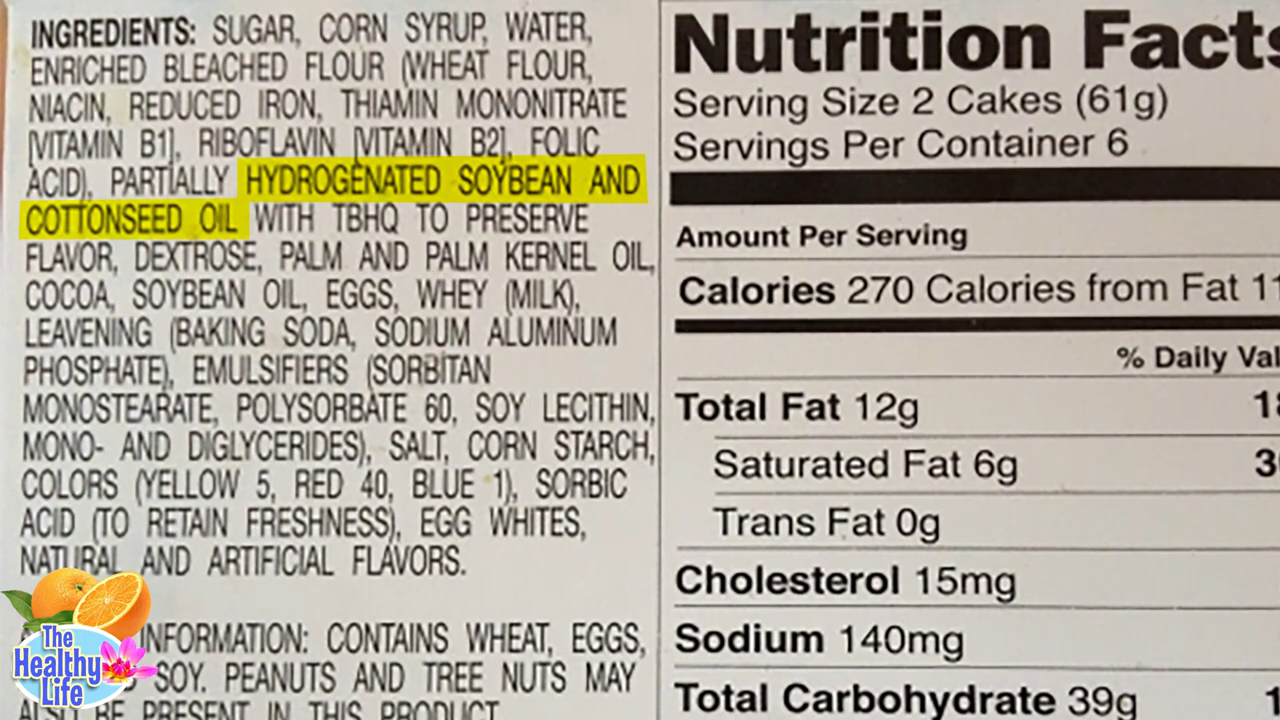 INGREDIENTS: SUGAR, CORN SYRUP, WATER,
ENRICHED BLEACHED FLOUR (WHEAT FLOUR,
NIACIN, REDUCED IRON, THIAMIN MONONITRATE
[VITAMIN B1], RIBOFLAVIN [VITAMIN B2], FOLIC
ACID), PARTIALLY HYDROGENATED SOYBEAN AND
COTTONSEED OIL WITH TBHQ TO PRESERVE
FLAVOR, DEXTROSE, PALM AND PALM KERNEL OIL,
COCOA, SOYBEAN OIL, EGGS, WHEY (MILK),
LEAVENING (BAKING SODA, SODIUM ALUMINUM
PHOSPHATE), EMULSIFIERS (SORBITAN
MONOSTEARATE, POLYSORBATE 60, SOY LECITHIN,
MONO- AND DIGLYCERIDES), SALT, CORN STARCH,
COLORS (YELLOW 5, RED 40, BLUE 1), SORBIC
ACID (TO RETAIN FRESHNESS), EGG WHITES,
NATURAL AND ARTIFICIAL FLAVORS.
INFORMATION: CONTAINS WHEAT, EGGS,
SOY. PEANUTS AND TREE NUTS MAY
ALSO BE PRESENT IN THIS PRODUCT
The
Healthy
Life
Nutrition Facts
Serving Size 2 Cakes (61g)
Servings Per Container 6
Amount Per Serving
Calories 270 Calories from Fat 11
% Daily Val
Total Fat 12g
Saturated Fat 6g
Trans Fat 0g
Cholesterol 15mg
Sodium 140mg
Total Carbohydrate 39g